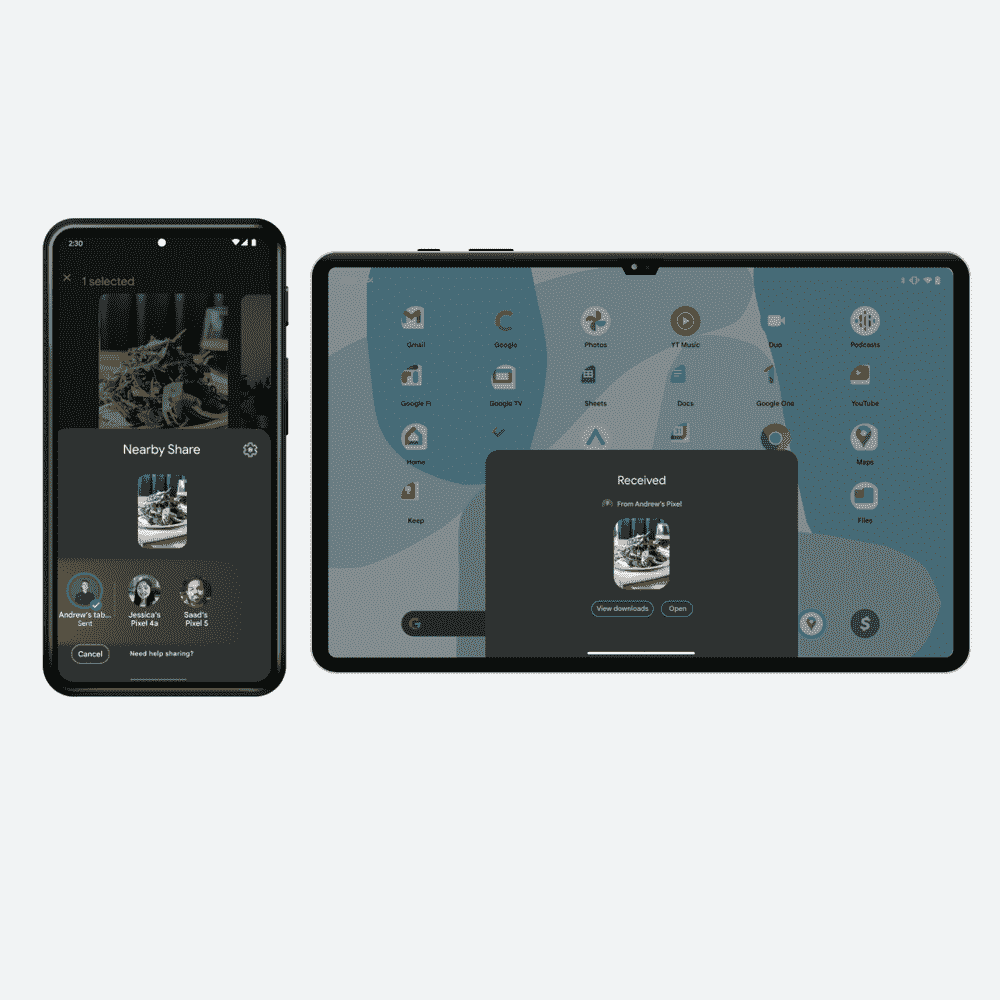 2:30
1 selected
Nearby Share
Andrew's tab...
Sent
Jessica's
Pixel 4a
Saad's
Pixel 5
Cancel
Need help sharing?
Gmail
Google
Photos
YT Music
Duo
Podcasts
Google Fi
Google TV
Sheets
Docs
Google One
YouTube
Home
Maps
Keep
Files
Received
From Andrew's Pixel
View downloads
Open